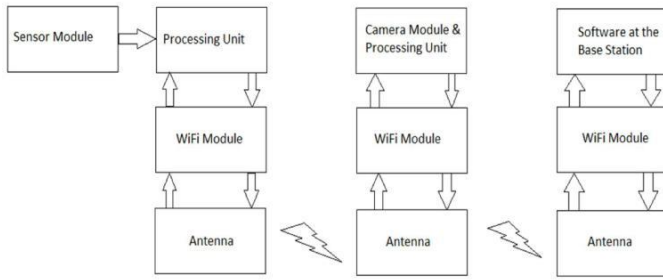 Sensor Module
Processing Unit
Camera Module &
Processing Unit
Software at the
Base Station
WiFi Module
WiFi Module
WiFi Module
Antenna
Antenna
Antenna